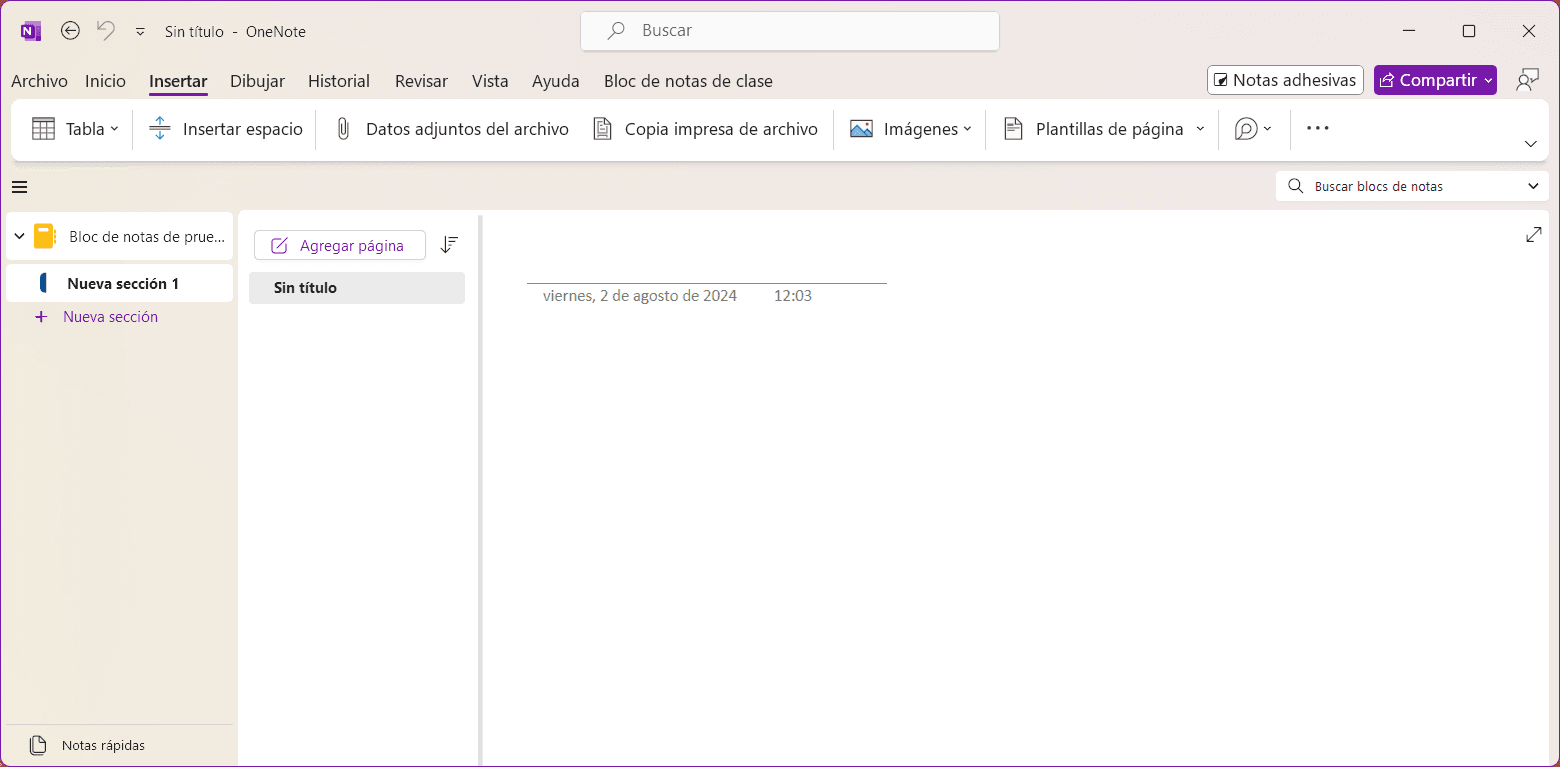 Sin título - OneNote
Buscar
Archivo Inicio Insertar Dibujar Historial Revisar Vista Ayuda Bloc de notas de clase
Notas adhesivas Compartir
Tabla Insertar espacio Datos adjuntos del archivo Copia impresa de archivo Imágenes Plantillas de página
Buscar blocs de notas
Bloc de notas de prue...
Agregar página
Nueva sección 1
Sin título
viernes, 2 de agosto de 2024 12:03
Nueva sección
Notas rápidas